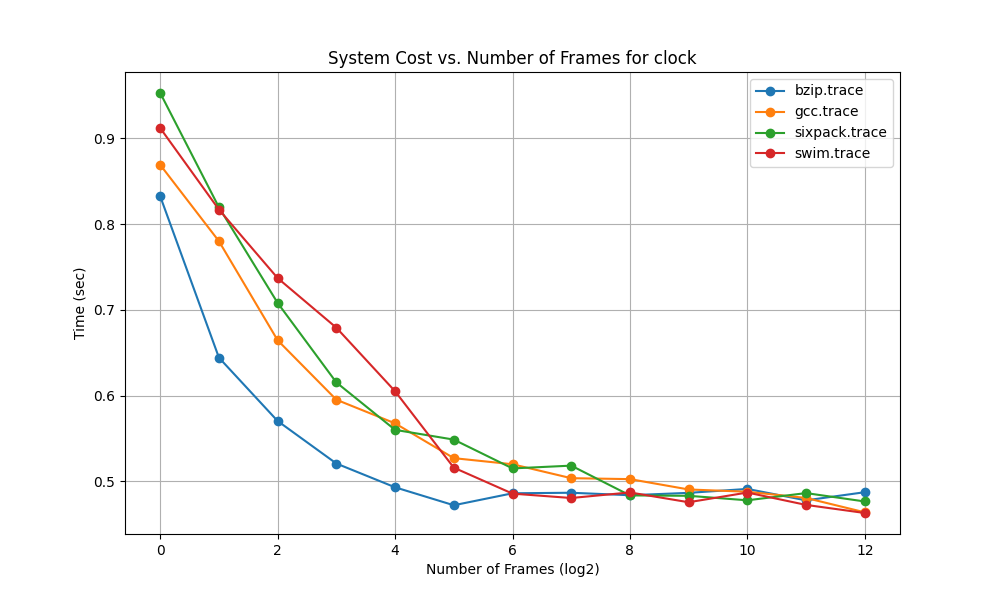 System Cost vs. Number of Frames for clock
bzip.trace
gcc.trace
sixpack.trace
swim.trace
Time (sec)
0.9
0.8
0.7
0.6
0.5
0 2 4 6 8 10 12
Number of Frames (log2)